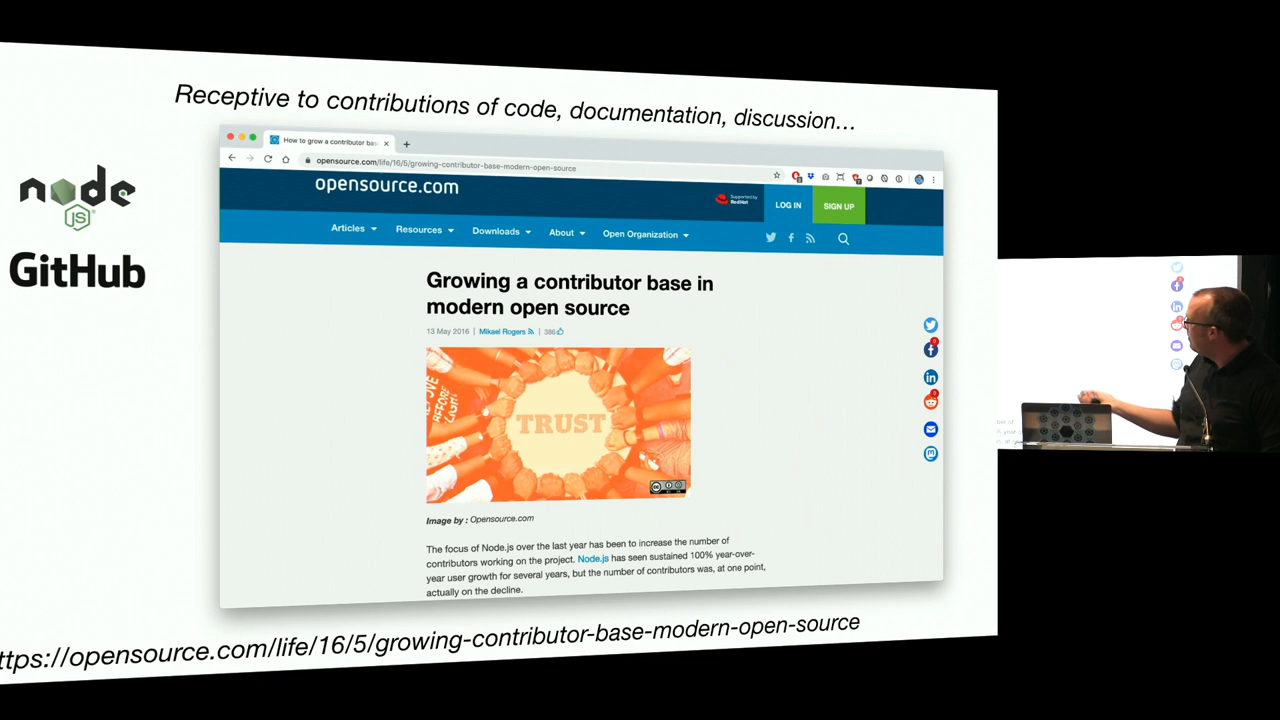 Receptive to contributions of code, documentation, discussion...
node
JS
GitHub
How to grow a contributor bas
opensource.com/life/16/5/growing-contributor-base-modern-open-source
opensource.com
Supported by
Red Hat
LOG IN
SIGN UP
Articles
Resources
Downloads
About
Open Organization
Growing a contributor base in
modern open source
13 May 2016 | Mikael Rogers | 386
TRUST
Image by : Opensource.com
The focus of Node.js over the last year has been to increase the number of
contributors working on the project. Node.js has seen sustained 100% year-over-
year user growth for several years, but the number of contributors was, at one point,
actually on the decline.
ttps://opensource.com/life/16/5/growing-contributor-base-modern-open-source